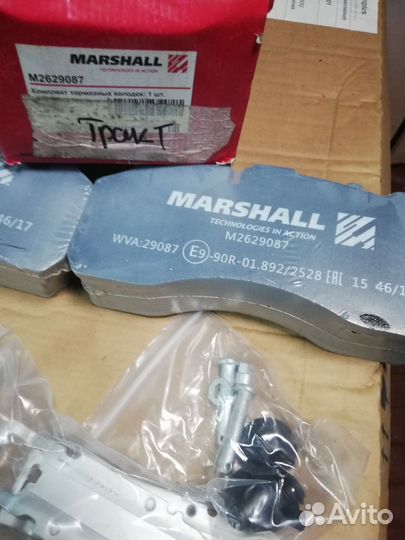 MARSHALL
TECHNOLOGIES IN ACTION
M2629087
Комплект тормозных колодок: 1 шт.
Тракт
MARSHALL
TECHNOLOGIES IN ACTION
M2629087
WVA:29087 E9 -90R-01.892/2528 EAC 15 46/1
46/17
Avito